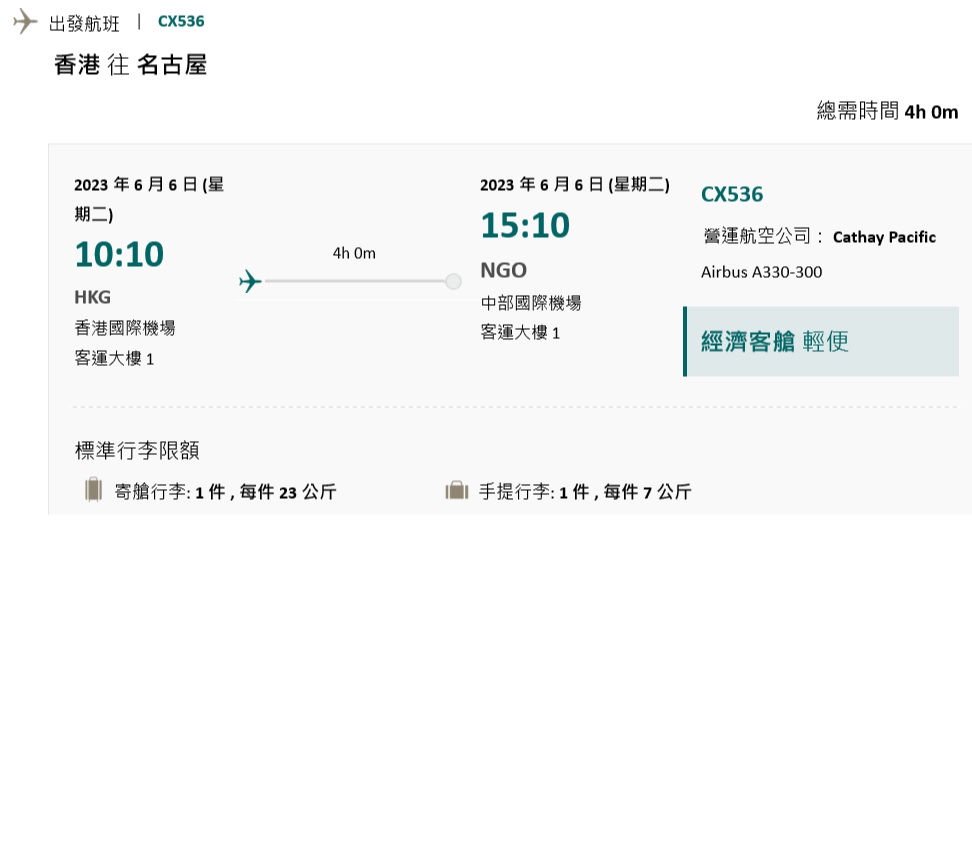 出發航班 | CX536
香港 往 名古屋
總需時間 4h 0m
2023 年 6 月 6 日 (星
期二)
10:10
HKG
香港國際機場
客運大樓 1
4h 0m
2023 年 6 月 6 日 (星期二)
15:10
NGO
中部國際機場
客運大樓 1
CX536
營運航空公司： Cathay Pacific
Airbus A330-300
經濟客艙 輕便
標準行李限額
寄艙行李: 1 件 , 每件 23 公斤
手提行李: 1 件 , 每件 7 公斤